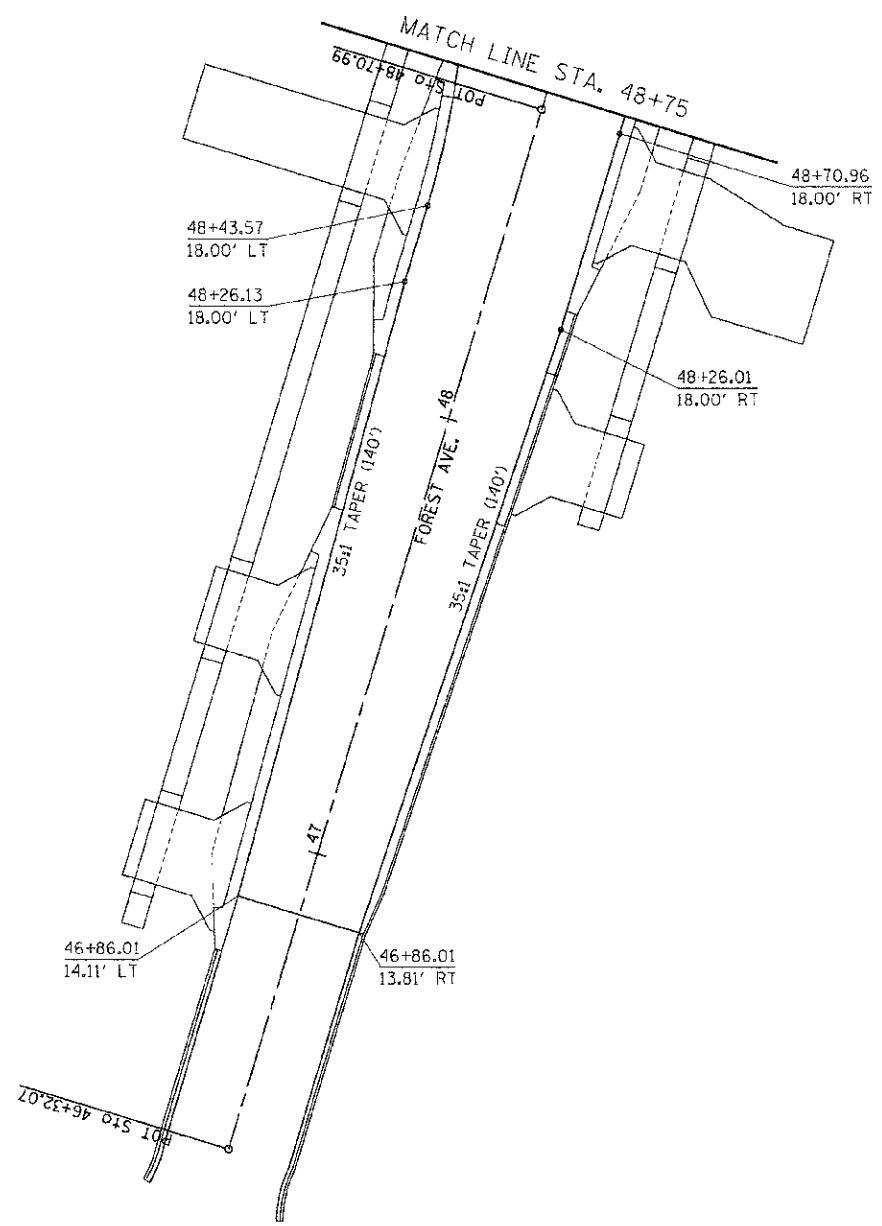 MATCH LINE STA. 48+75
POT Sta 48+70.99
48+70.96
18.00' RT
48+43.57
18.00' LT
48+26.13
18.00' LT
48+26.01
18.00' RT
48
FOREST AVE.
35:1 TAPER (140')
35:1 TAPER (140')
47
46+86.01
14.11' LT
46+86.01
13.81' RT
POT Sta 46+32.07